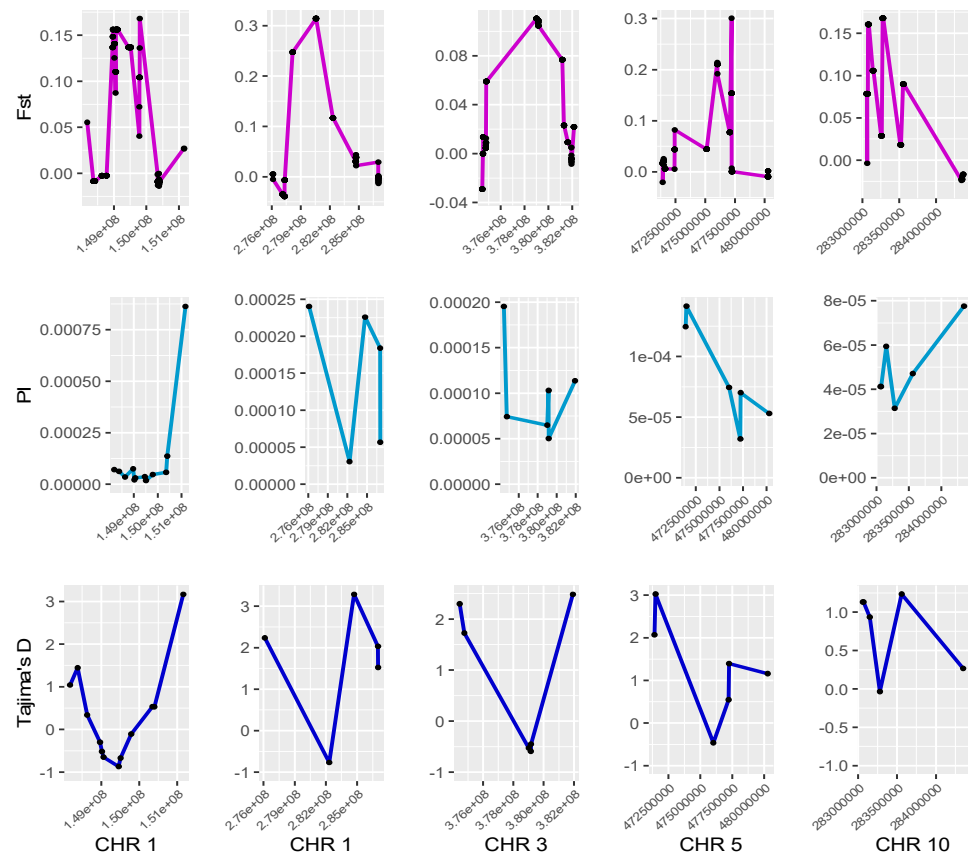 Fst
0.15
0.10
0.05
0.00
1.49e+08
1.50e+08
1.51e+08
0.3
0.2
0.1
0.0
2.76e+08
2.79e+08
2.82e+08
2.85e+08
0.08
0.04
0.00
-0.04
3.76e+08
3.78e+08
3.80e+08
3.82e+08
0.3
0.2
0.1
0.0
472500000
475000000
477500000
480000000
0.15
0.10
0.05
0.00
283000000
283500000
284000000
PI
0.00075
0.00050
0.00025
0.00000
1.49e+08
1.50e+08
1.51e+08
0.00025
0.00020
0.00015
0.00010
0.00005
0.00000
2.76e+08
2.79e+08
2.82e+08
2.85e+08
0.00020
0.00015
0.00010
0.00005
0.00000
3.76e+08
3.78e+08
3.80e+08
3.82e+08
1e-04
5e-05
0e+00
472500000
475000000
477500000
480000000
8e-05
6e-05
4e-05
2e-05
0e+00
283000000
283500000
284000000
Tajima's D
3
2
1
0
-1
1.49e+08
1.50e+08
1.51e+08
CHR 1
3
2
1
0
-1
2.76e+08
2.79e+08
2.82e+08
2.85e+08
CHR 1
2
1
0
-1
3.76e+08
3.78e+08
3.80e+08
3.82e+08
CHR 3
3
2
1
0
-1
472500000
475000000
477500000
480000000
CHR 5
1.0
0.5
0.0
-0.5
-1.0
283000000
283500000
284000000
CHR 10